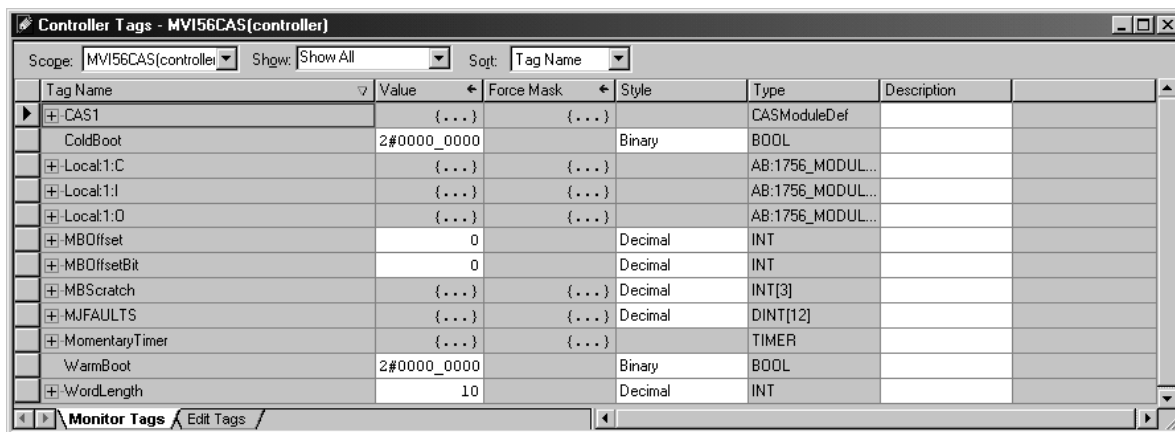 Controller Tags - MVI56CAS(controller)
Scope: MVI56CAS(controller Show: Show All Sort: Tag Name
Tag Name Value Force Mask Style Type Description
CAS1 {...} {...} CASModuleDef
ColdBoot 2#0000_0000 Binary BOOL
Local:1:C {...} {...} AB:1756_MODUL...
Local:1:I {...} {...} AB:1756_MODUL...
Local:1:O {...} {...} AB:1756_MODUL...
MBOffset 0 Decimal INT
MBOffsetBit 0 Decimal INT
MBScratch {...} {...} Decimal INT[3]
MJFAULTS {...} {...} Decimal DINT[12]
MomentaryTimer {...} {...} TIMER
WarmBoot 2#0000_0000 Binary BOOL
WordLength 10 Decimal INT
Monitor Tags Edit Tags